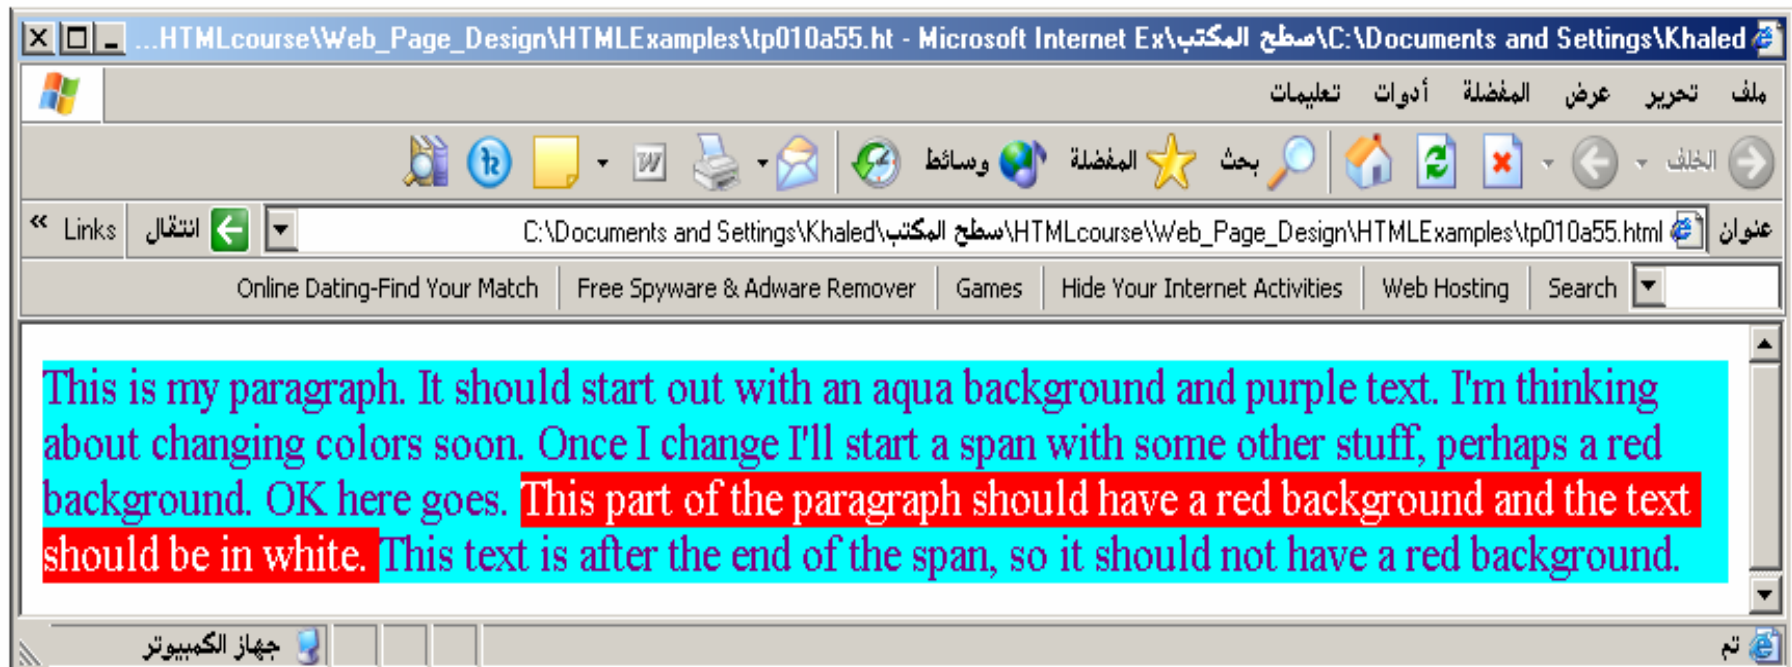 ...HTMLcourse\Web_Page_Design\HTMLExamples\tp010a55.ht - Microsoft Internet Ex\سطح المكتب\C:\Documents and Settings\Khaled
ملف تحرير عرض المفضلة أدوات تعليمات
الخلف بحث المفضلة وسائط
عنوان C:\Documents and Settings\Khaled\سطح المكتب\HTMLcourse\Web_Page_Design\HTMLExamples\tp010a55.html انتقال Links »
Online Dating-Find Your Match Free Spyware & Adware Remover Games Hide Your Internet Activities Web Hosting Search
This is my paragraph. It should start out with an aqua background and purple text. I'm thinking
about changing colors soon. Once I change I'll start a span with some other stuff, perhaps a red
background. OK here goes. This part of the paragraph should have a red background and the text
should be in white. This text is after the end of the span, so it should not have a red background.
تم جهاز الكمبيوتر